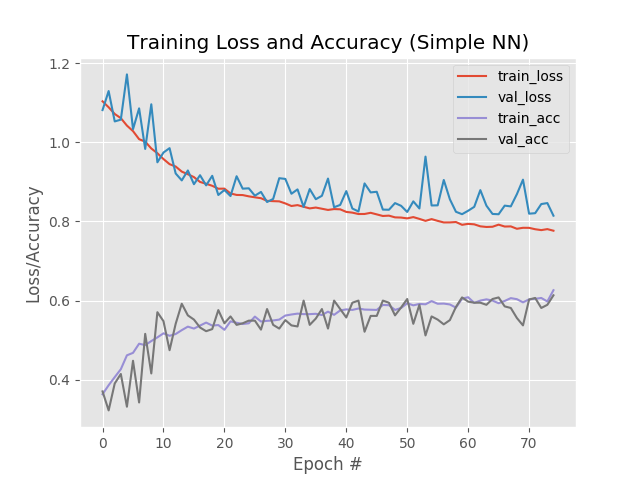 Training Loss and Accuracy (Simple NN)
train_loss
val_loss
train_acc
val_acc
1.2
1.0
0.8
0.6
0.4
Loss/Accuracy
0 10 20 30 40 50 60 70
Epoch #